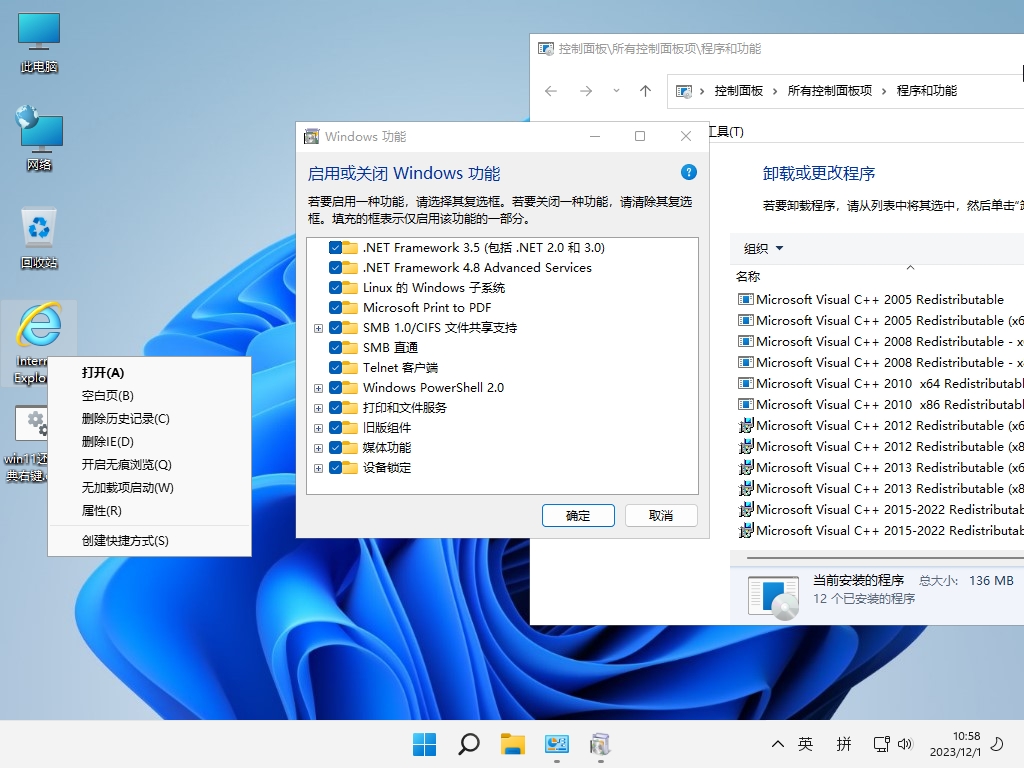 此电脑
网络
回收站
Intern
Explo
win11还
典右键.
打开(A)
空白页(B)
删除历史记录(C)
删除IE(D)
开启无痕浏览(Q)
无加载项启动(W)
属性(R)
创建快捷方式(S)
Windows 功能
启用或关闭 Windows 功能
若要启用一种功能，请选择其复选框。若要关闭一种功能，请清除其复选
框。填充的框表示仅启用该功能的一部分。
.NET Framework 3.5 (包括 .NET 2.0 和 3.0)
.NET Framework 4.8 Advanced Services
Linux 的 Windows 子系统
Microsoft Print to PDF
SMB 1.0/CIFS 文件共享支持
SMB 直通
Telnet 客户端
Windows PowerShell 2.0
打印和文件服务
旧版组件
媒体功能
设备锁定
确定
取消
控制面板\所有控制面板项\程序和功能
控制面板 › 所有控制面板项 › 程序和功能
工具(T)
卸载或更改程序
若要卸载程序，请从列表中将其选中，然后单击“卸
组织
名称
Microsoft Visual C++ 2005 Redistributable
Microsoft Visual C++ 2005 Redistributable (x6
Microsoft Visual C++ 2008 Redistributable - x
Microsoft Visual C++ 2008 Redistributable - x
Microsoft Visual C++ 2010 x64 Redistributabl
Microsoft Visual C++ 2010 x86 Redistributabl
Microsoft Visual C++ 2012 Redistributable (x6
Microsoft Visual C++ 2012 Redistributable (x8
Microsoft Visual C++ 2013 Redistributable (x6
Microsoft Visual C++ 2013 Redistributable (x8
Microsoft Visual C++ 2015-2022 Redistributab
Microsoft Visual C++ 2015-2022 Redistributab
当前安装的程序 总大小: 136 MB
12 个已安装的程序
英
拼
10:58
2023/12/1